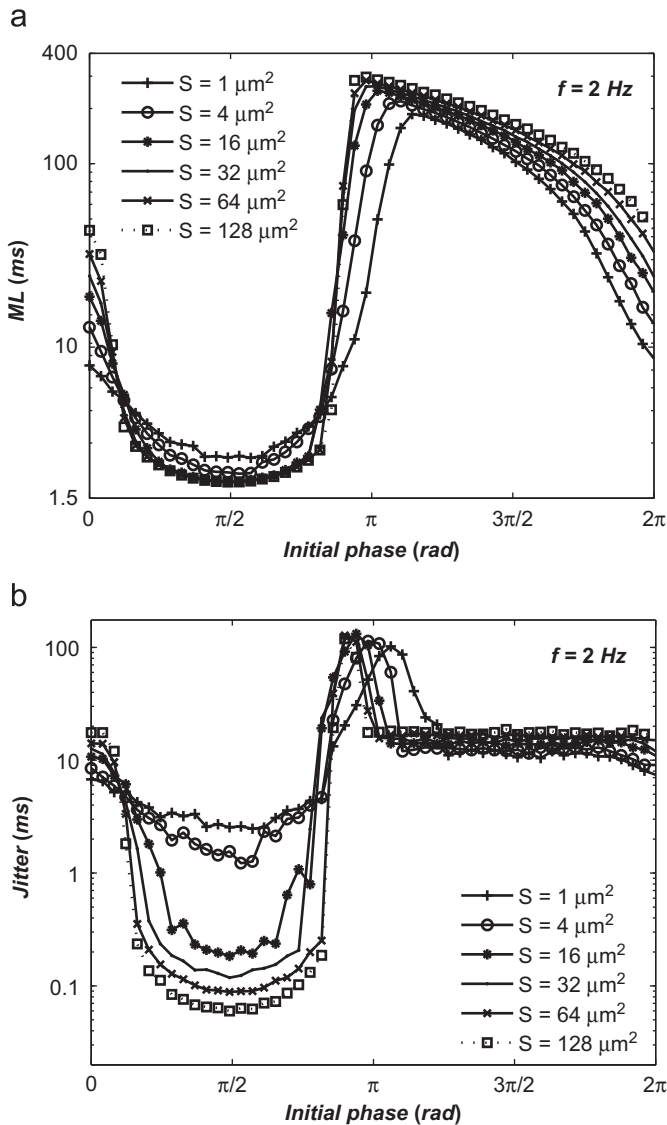 a
400
100
10
1.5
ML (ms)
S = 1 μm²
S = 4 μm²
S = 16 μm²
S = 32 μm²
S = 64 μm²
S = 128 μm²
f = 2 Hz
0
π/2
π
3π/2
2π
Initial phase (rad)
b
100
10
1
0.1
Jitter (ms)
f = 2 Hz
S = 1 μm²
S = 4 μm²
S = 16 μm²
S = 32 μm²
S = 64 μm²
S = 128 μm²
0
π/2
π
3π/2
2π
Initial phase (rad)